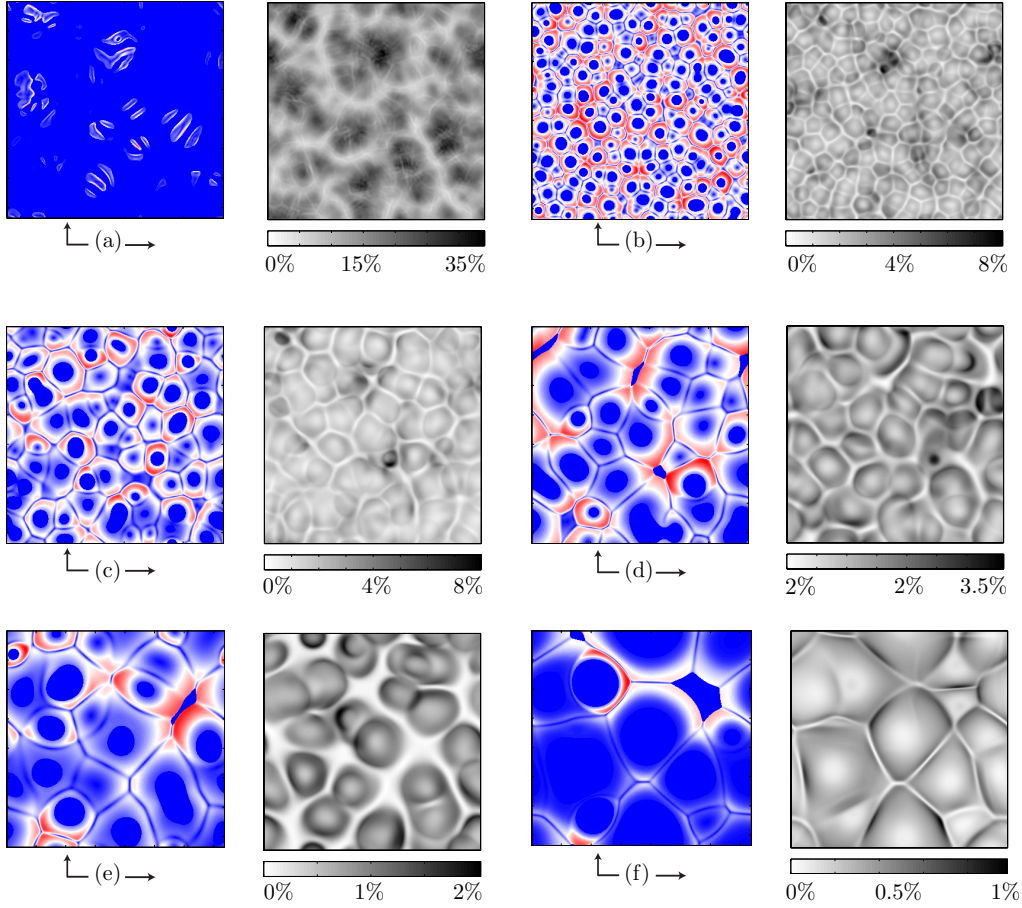 (a)
0% 15% 35%
(b)
0% 4% 8%
(c)
0% 4% 8%
(d)
2% 2% 3.5%
(e)
0% 1% 2%
(f)
0% 0.5% 1%